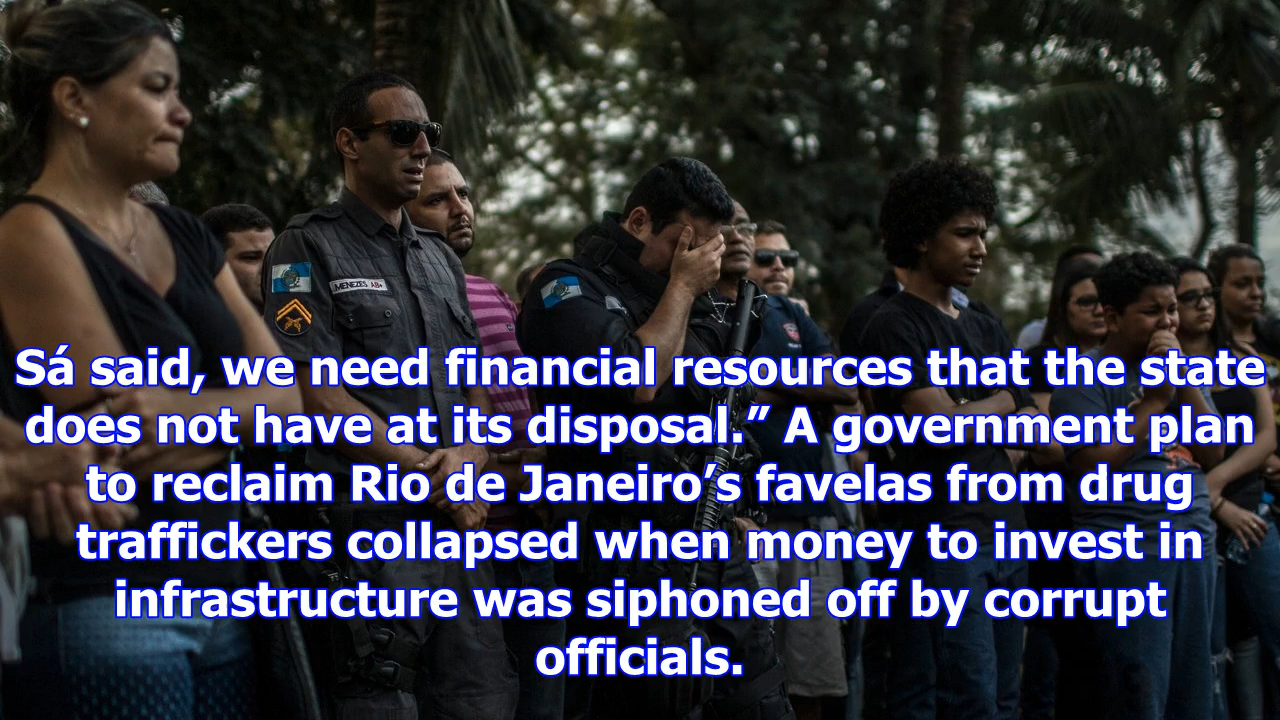 MENEZES AB+
Sá said, we need financial resources that the state
does not have at its disposal.” A government plan
to reclaim Rio de Janeiro’s favelas from drug
traffickers collapsed when money to invest in
infrastructure was siphoned off by corrupt
officials.